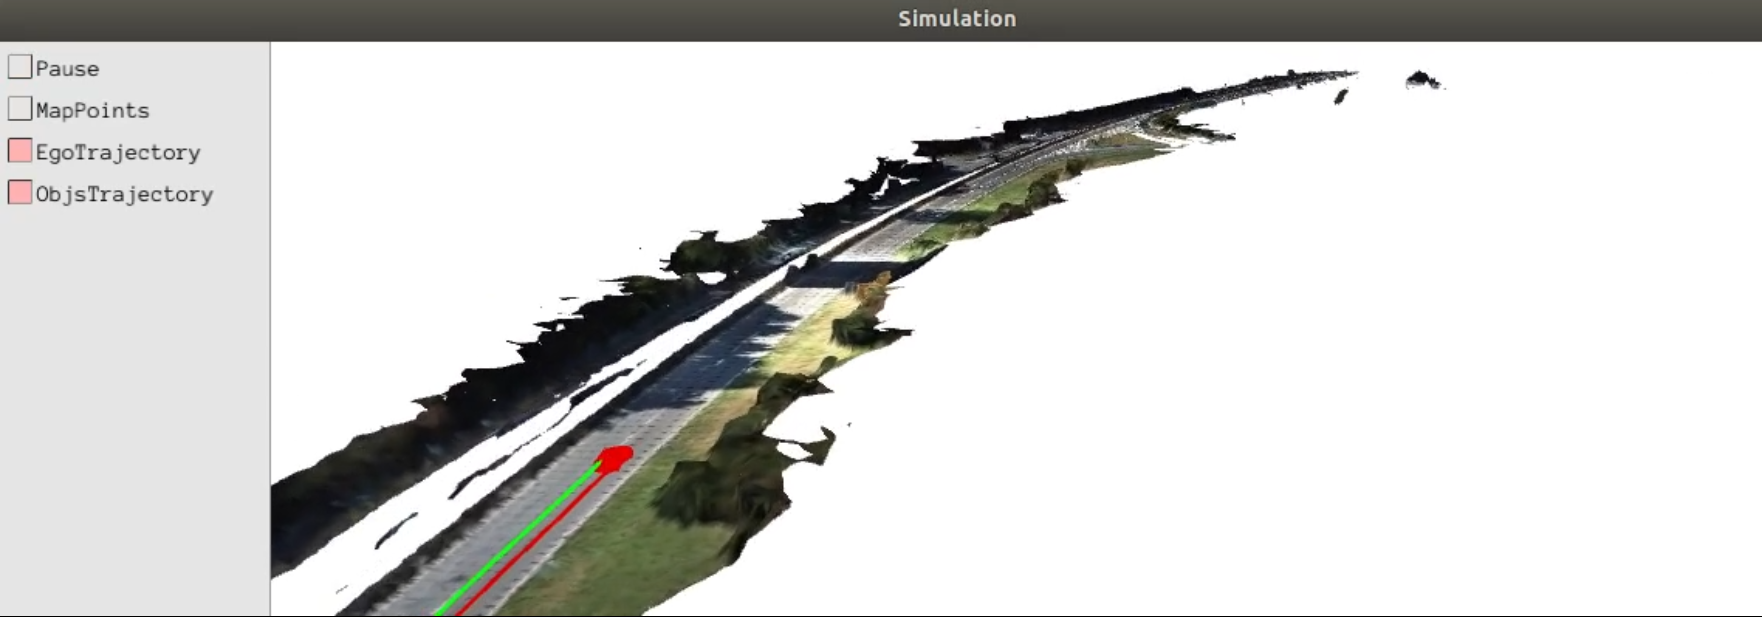 Simulation
Pause
MapPoints
EgoTrajectory
ObjsTrajectory